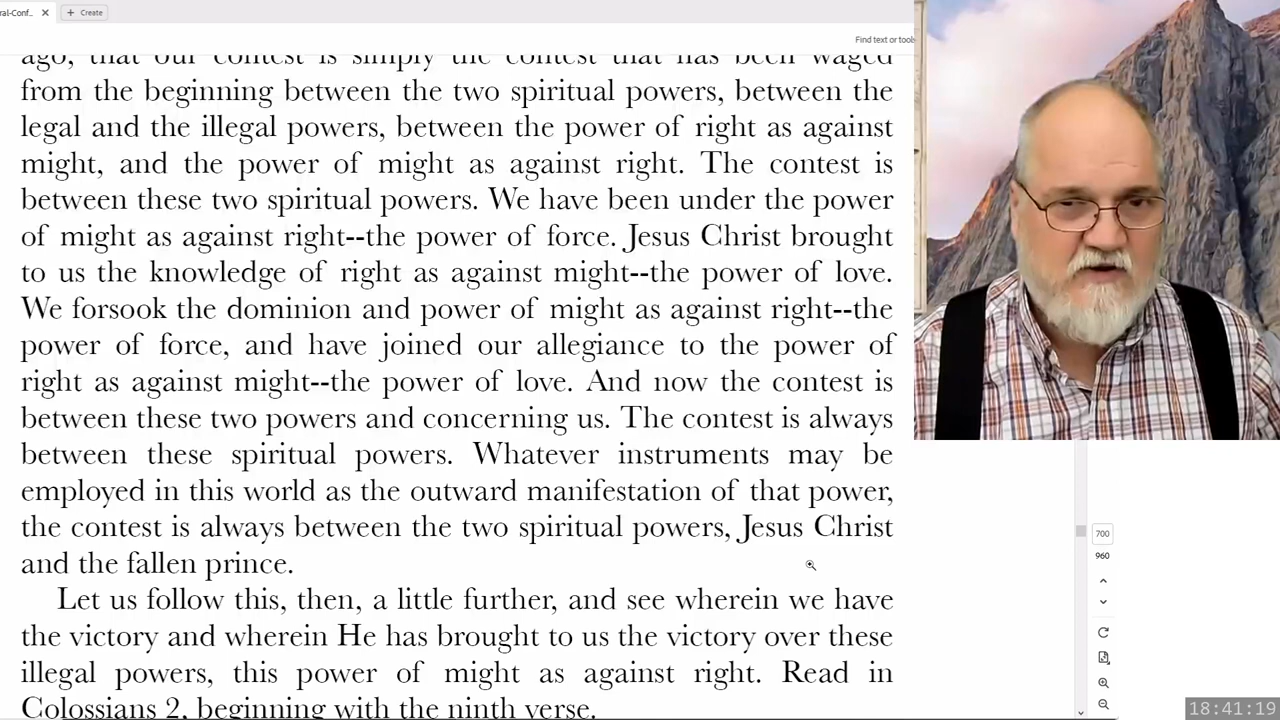 ral-Conf..
Create
Find text or tools
ago, that our contest is simply the contest that has been waged
from the beginning between the two spiritual powers, between the
legal and the illegal powers, between the power of right as against
might, and the power of might as against right. The contest is
between these two spiritual powers. We have been under the power
of might as against right--the power of force. Jesus Christ brought
to us the knowledge of right as against might--the power of love.
We forsook the dominion and power of might as against right--the
power of force, and have joined our allegiance to the power of
right as against might--the power of love. And now the contest is
between these two powers and concerning us. The contest is always
between these spiritual powers. Whatever instruments may be
employed in this world as the outward manifestation of that power,
the contest is always between the two spiritual powers, Jesus Christ
and the fallen prince.
Let us follow this, then, a little further, and see wherein we have
the victory and wherein He has brought to us the victory over these
illegal powers, this power of might as against right. Read in
Colossians 2, beginning with the ninth verse.
700
960
18:41:19